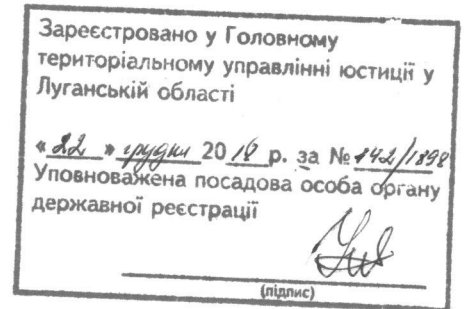 Зареєстровано у Головному
територіальному управлінні юстиції у
Луганській області
« 22 » грудня 2018 р. за № 142/1898
Уповноважена посадова особа органу
державної реєстрації
(підпис)